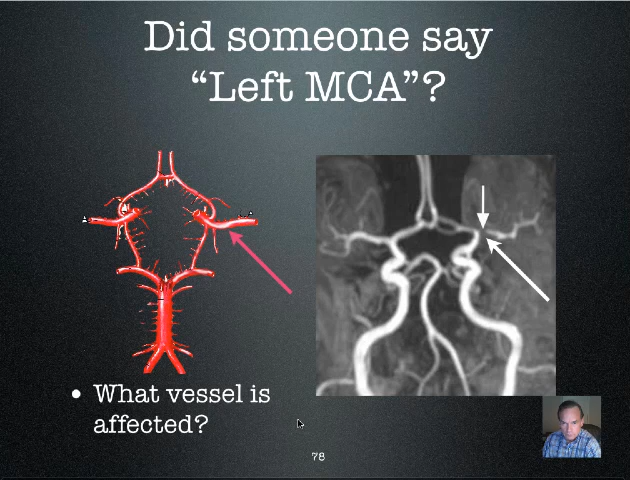 Did someone say
“Left MCA”?
• What vessel is
affected?
78